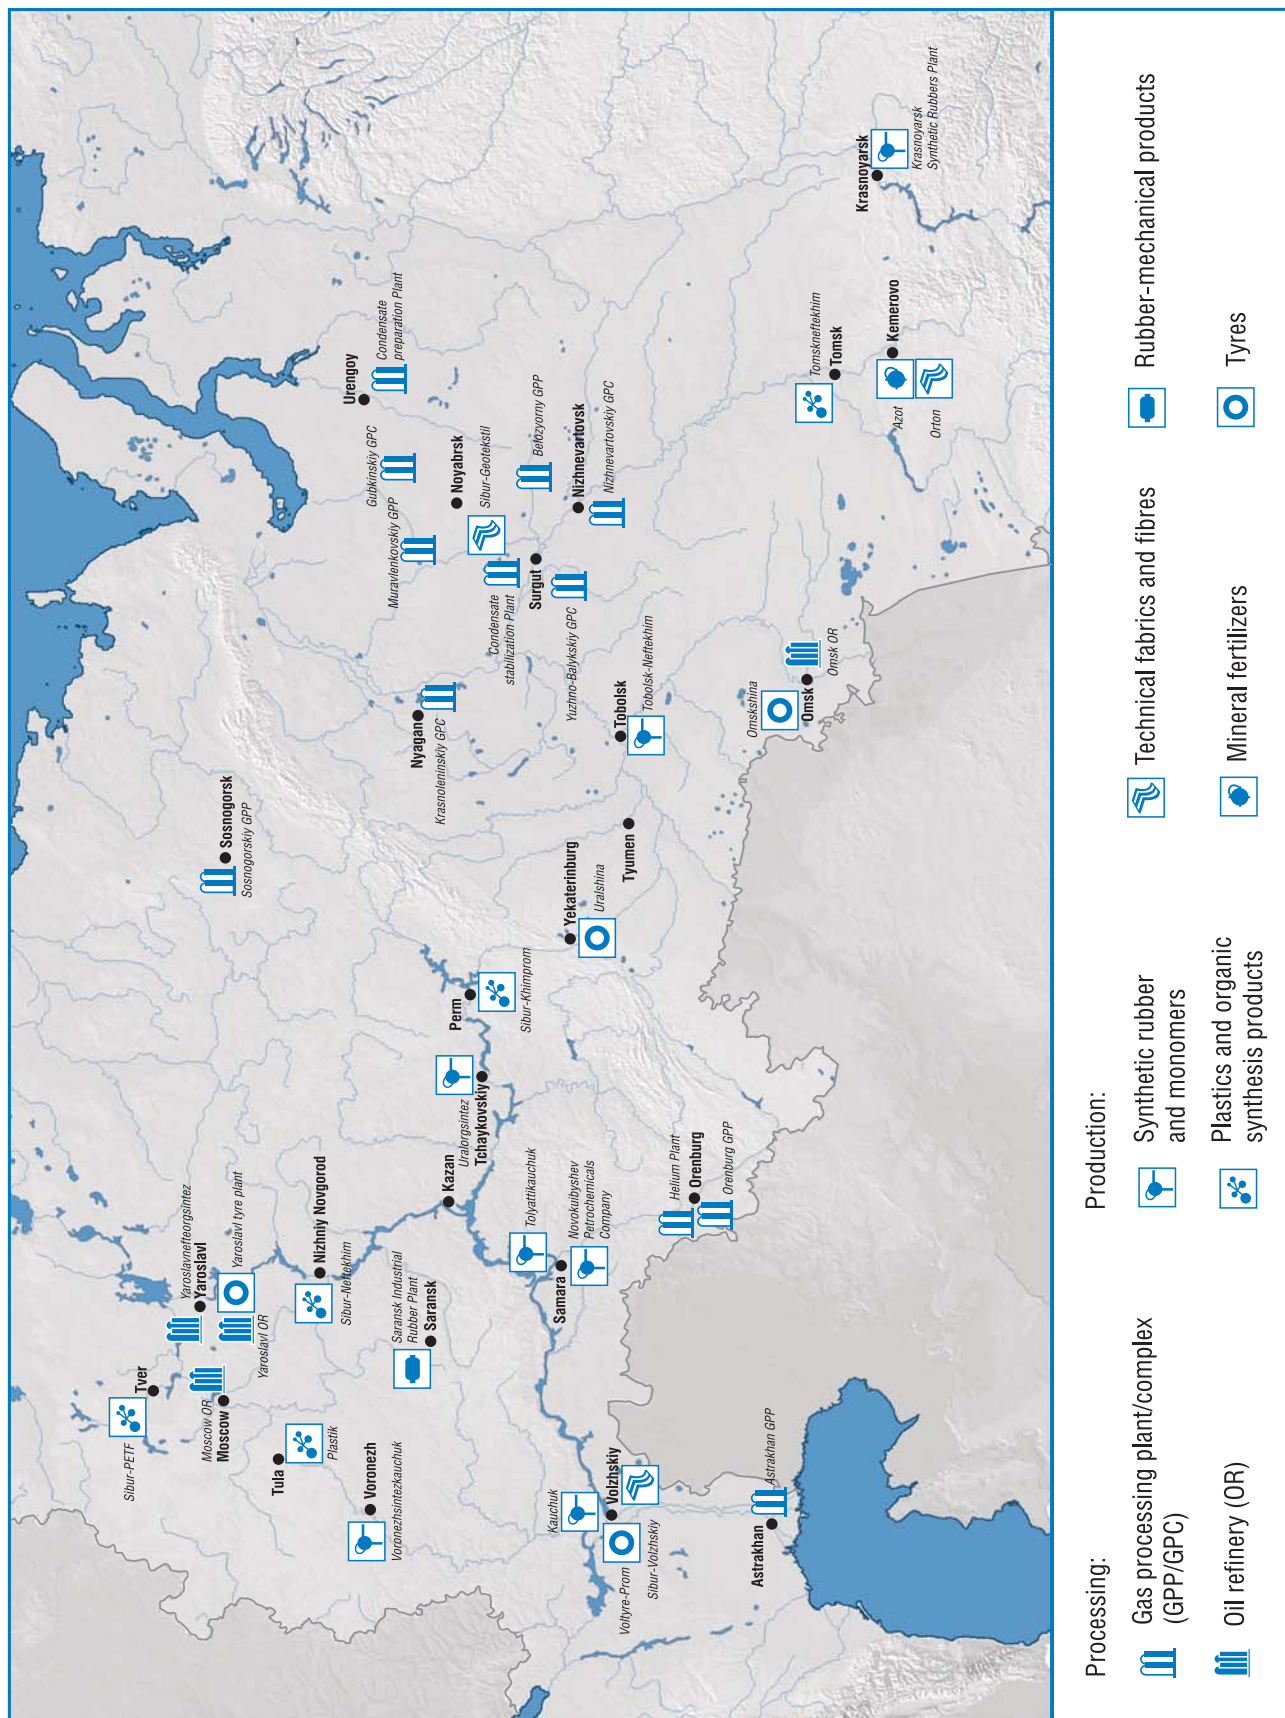 Krasnoyarsk
Krasnoyarsk
Synthetic Rubbers Plant
Urengoy
Condensate
preparation Plant
Gubkinskiy GPC
Muravlenkovskiy GPP
Noyabrsk
Sibur-Geotekstil
Belozyorny GPP
Nizhnevartovsk
Nizhnevartovskiy GPC
Condensate
stabilization Plant
Surgut
Yuzhno-Balykskiy GPC
Tomskneftekhim
Tomsk
Kemerovo
Azot
Orton
Nyagan
Krasnoleninskiy GPC
Tobolsk
Tobolsk-Neftekhim
Omskshina
Omsk
Omsk OR
Sosnogorsk
Sosnogorskiy GPP
Tyumen
Yekaterinburg
Uralshina
Perm
Sibur-Khimprom
Uralorgsintez
Tchaykovskiy
Kazan
Yaroslavnefteorgsintez
Yaroslavl
Yaroslavl tyre plant
Yaroslavl OR
Nizhniy Novgorod
Sibur-Neftekhim
Saransk Industrial
Rubber Plant
Saransk
Tolyattikauchuk
Samara
Novokuibyshev
Petrochemicals
Company
Helium Plant
Orenburg
Orenburg GPP
Tver
Sibur-PETF
Moscow OR
Moscow
Tula
Plastik
Voronezh
Voronezhsintezkauchuk
Kauchuk
Volzhskiy
Voltyre-Prom
Sibur-Volzhskiy
Astrakhan
Astrakhan GPP
Processing:
Gas processing plant/complex
(GPP/GPC)
Oil refinery (OR)
Production:
Synthetic rubber
and monomers
Plastics and organic
synthesis products
Technical fabrics and fibres
Mineral fertilizers
Rubber-mechanical products
Tyres